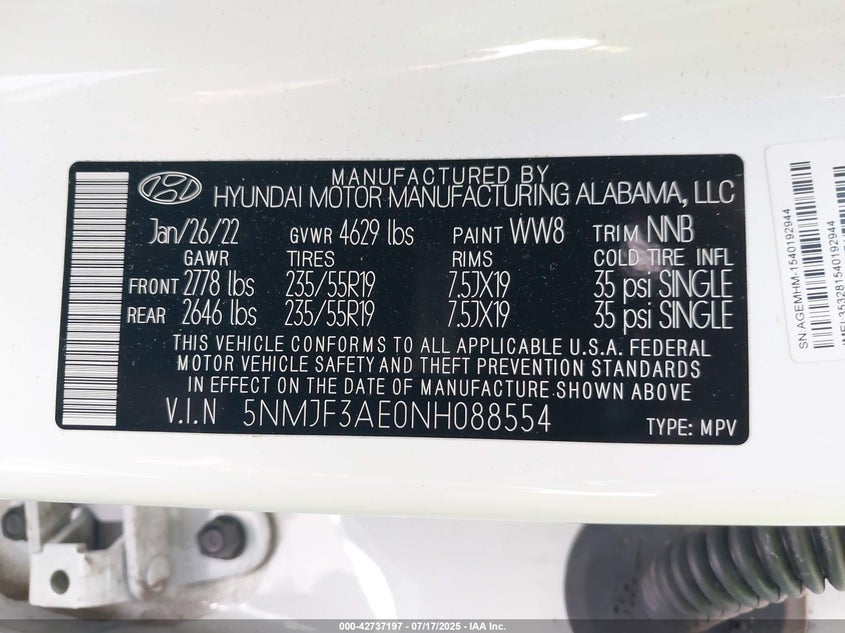 MANUFACTURED BY
HYUNDAI MOTOR MANUFACTURING ALABAMA, LLC
Jan/26/22 GVWR 4629 lbs PAINT WW8 TRIM NNB
GAWR TIRES RIMS COLD TIRE INFL
FRONT 2778 lbs 235/55R19 7.5JX19 35 psi SINGLE
REAR 2646 lbs 235/55R19 7.5JX19 35 psi SINGLE
THIS VEHICLE CONFORMS TO ALL APPLICABLE U.S.A. FEDERAL
MOTOR VEHICLE SAFETY AND THEFT PREVENTION STANDARDS
IN EFFECT ON THE DATE OF MANUFACTURE SHOWN ABOVE
V.I.N 5NMJF3AE0NH088554 TYPE: MPV
SN AGEMHM-1540192944
000-42737197 - 07/17/2025 - IAA Inc.